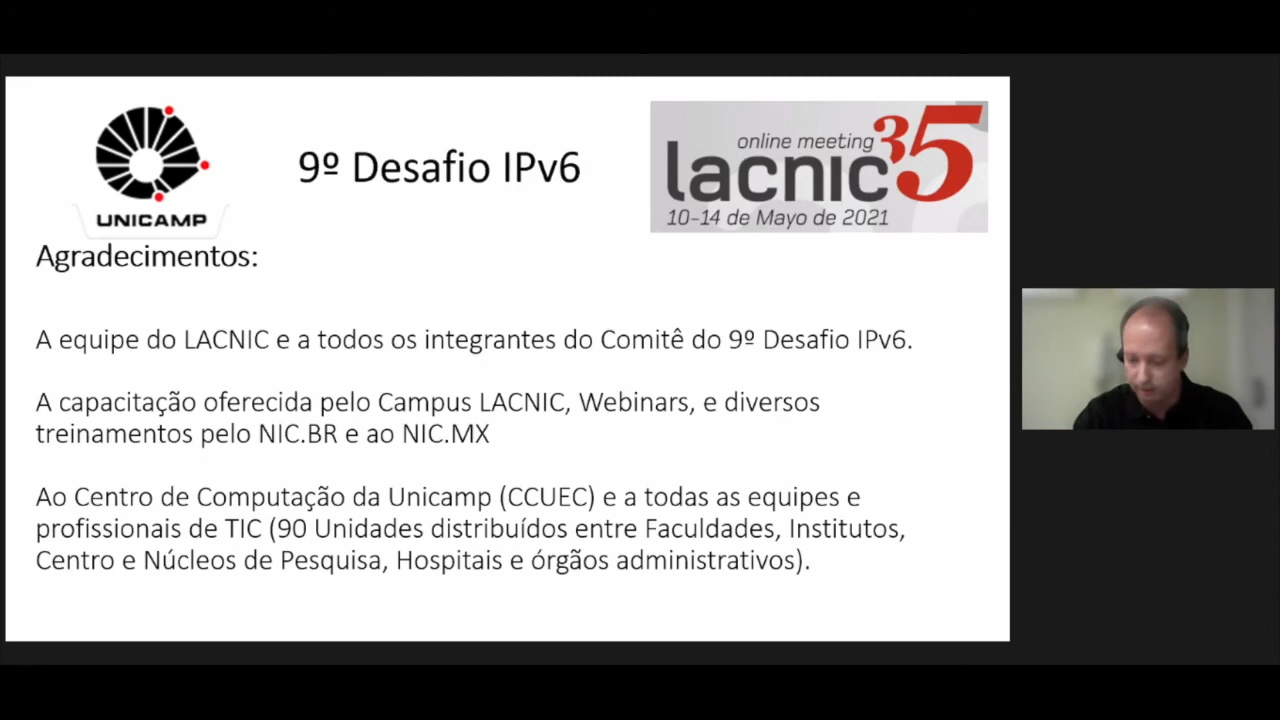 UNICAMP
9º Desafio IPv6
online meeting 35
lacnic
10-14 de Mayo de 2021
Agradecimentos:
A equipe do LACNIC e a todos os integrantes do Comitê do 9º Desafio IPv6.
A capacitação oferecida pelo Campus LACNIC, Webinars, e diversos
treinamentos pelo NIC.BR e ao NIC.MX
Ao Centro de Computação da Unicamp (CCUEC) e a todas as equipes e
profissionais de TIC (90 Unidades distribuídos entre Faculdades, Institutos,
Centro e Núcleos de Pesquisa, Hospitais e órgãos administrativos).